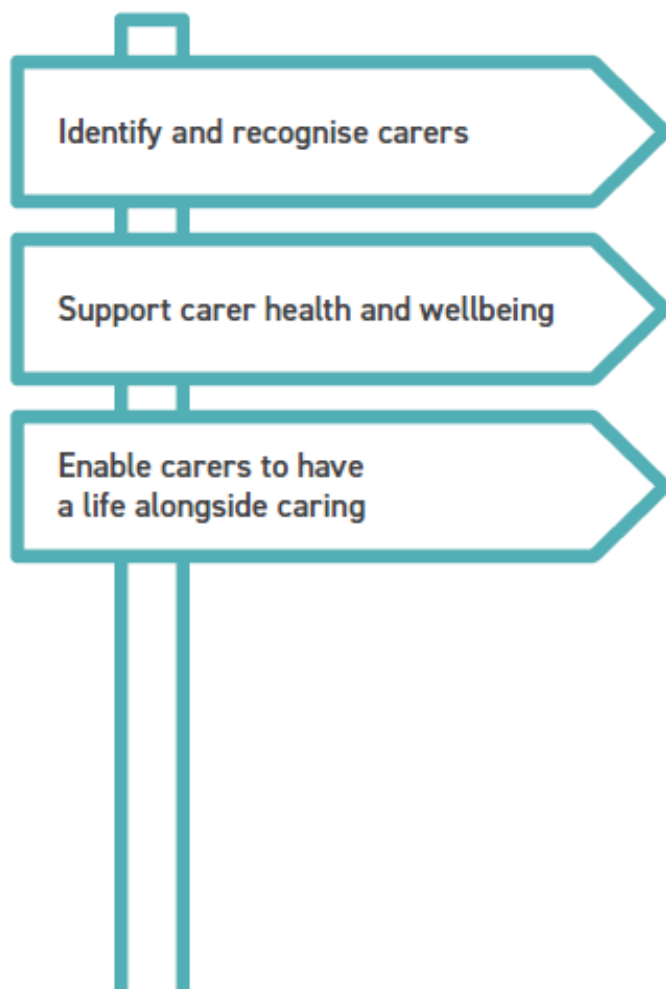 Identify and recognise carers
Support carer health and wellbeing
Enable carers to have
a life alongside caring